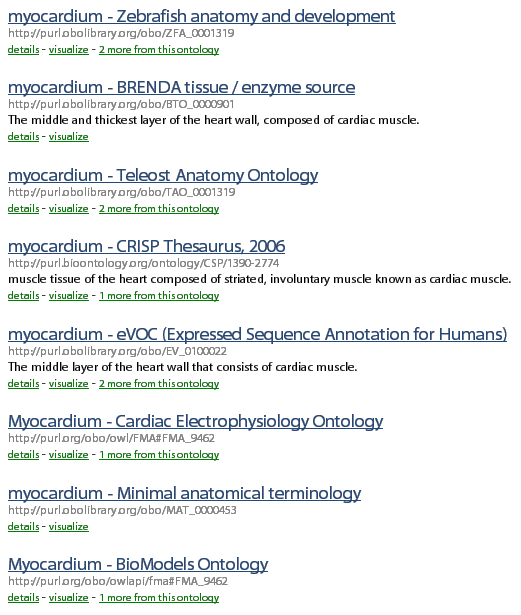 myocardium - Zebrafish anatomy and development
http://purl.obolibrary.org/obo/ZFA_0001319
details - visualize - 2 more from this ontology
myocardium - BRENDA tissue / enzyme source
http://purl.obolibrary.org/obo/BTO_0000901
The middle and thickest layer of the heart wall, composed of cardiac muscle.
details - visualize
myocardium - Teleost Anatomy Ontology
http://purl.obolibrary.org/obo/TAO_0001319
details - visualize - 2 more from this ontology
myocardium - CRISP Thesaurus, 2006
http://purl.bioontology.org/ontology/CSP/1390-2774
muscle tissue of the heart composed of striated, involuntary muscle known as cardiac muscle.
details - visualize - 1 more from this ontology
myocardium - eVOC (Expressed Sequence Annotation for Humans)
http://purl.obolibrary.org/obo/EV_0100022
The middle layer of the heart wall that consists of cardiac muscle.
details - visualize - 2 more from this ontology
Myocardium - Cardiac Electrophysiology Ontology
http://purl.org/obo/owl/FMA#FMA_9462
details - visualize - 1 more from this ontology
myocardium - Minimal anatomical terminology
http://purl.obolibrary.org/obo/MAT_0000453
details - visualize
Myocardium - BioModels Ontology
http://purl.org/obo/owlapi/fma#FMA_9462
details - visualize - 1 more from this ontology